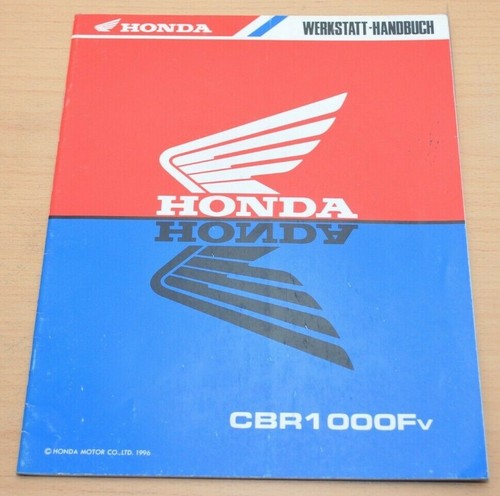 HONDA
WERKSTATT-HANDBUCH
HONDA
HONDA
CBR1000Fv
© HONDA MOTOR CO.,LTD. 1996